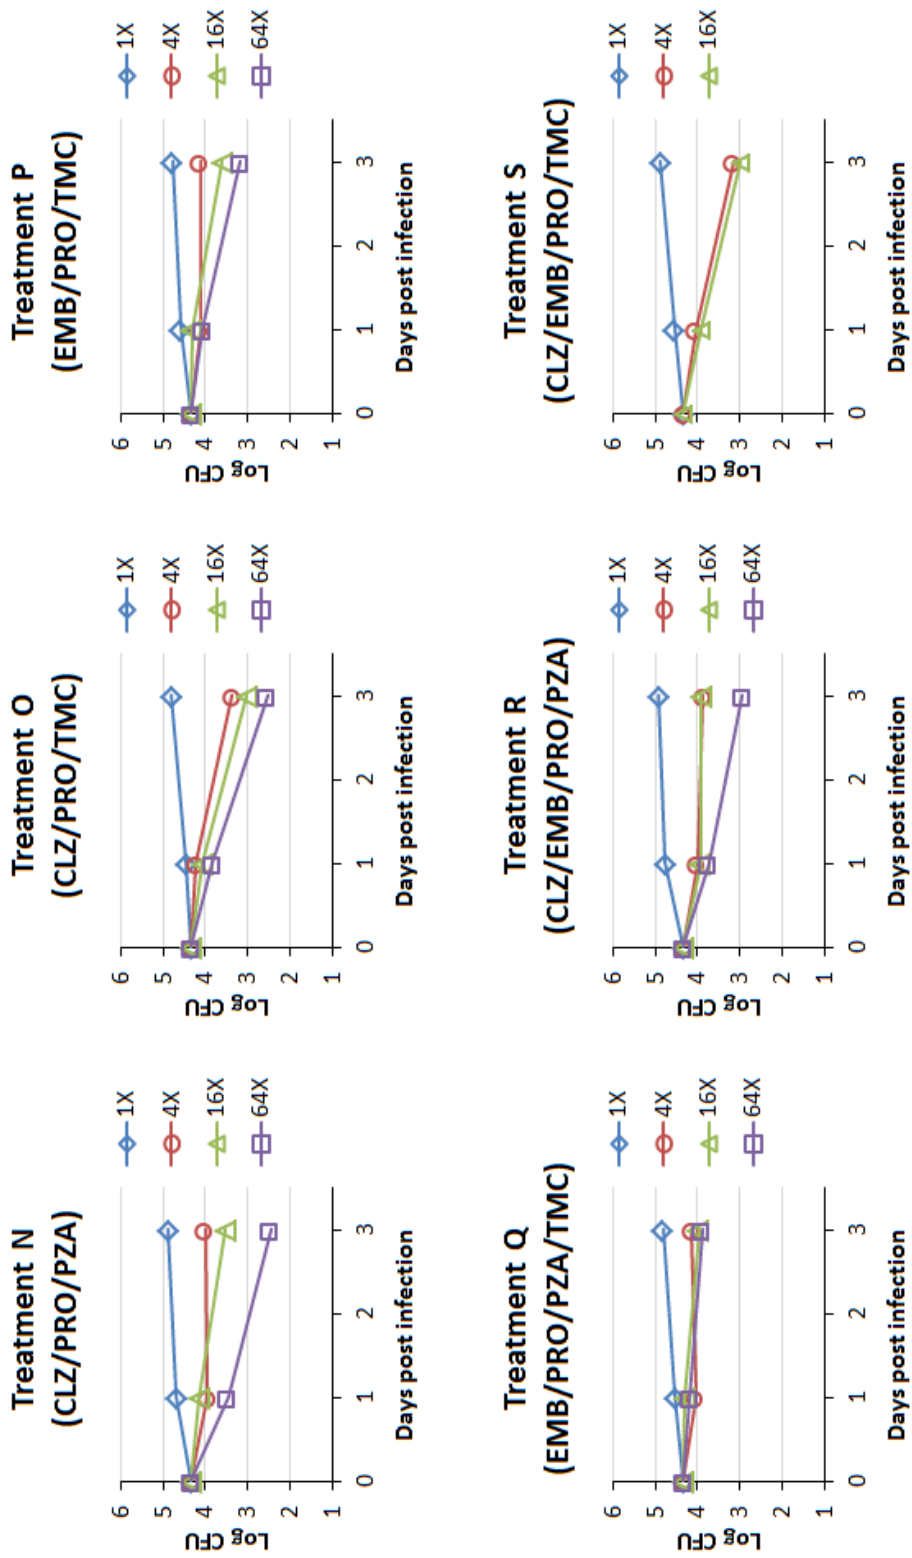 Treatment N
(CLZ/PRO/PZA)
6
5
4
3
2
1
Log CFU
0
1
2
3
Days post infection
1X
4X
16X
64X
Treatment O
(CLZ/PRO/TMC)
6
5
4
3
2
1
Log CFU
0
1
2
3
Days post infection
1X
4X
16X
64X
Treatment P
(EMB/PRO/TMC)
6
5
4
3
2
1
Log CFU
0
1
2
3
Days post infection
1X
4X
16X
64X
Treatment Q
(EMB/PRO/PZA/TMC)
6
5
4
3
2
1
Log CFU
0
1
2
3
Days post infection
1X
4X
16X
64X
Treatment R
(CLZ/EMB/PRO/PZA)
6
5
4
3
2
1
Log CFU
0
1
2
3
Days post infection
1X
4X
16X
64X
Treatment S
(CLZ/EMB/PRO/TMC)
6
5
4
3
2
1
Log CFU
0
1
2
3
Days post infection
1X
4X
16X